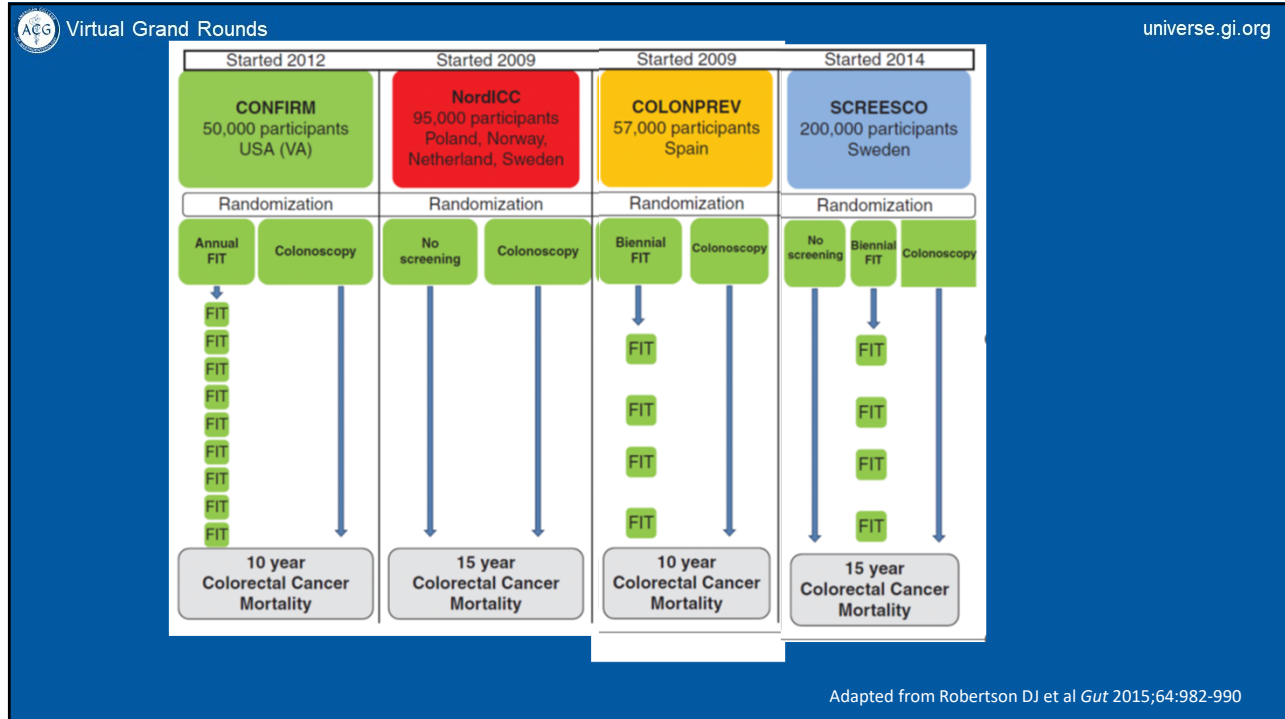 ACG Virtual Grand Rounds
universe.gi.org
Started 2012
CONFIRM
50,000 participants
USA (VA)
Randomization
Annual
FIT
Colonoscopy
FIT
FIT
FIT
FIT
FIT
FIT
FIT
FIT
FIT
10 year
Colorectal Cancer
Mortality
Started 2009
NordICC
95,000 participants
Poland, Norway,
Netherland, Sweden
Randomization
No
screening
Colonoscopy
15 year
Colorectal Cancer
Mortality
Started 2009
COLONPREV
57,000 participants
Spain
Randomization
Biennial
FIT
Colonoscopy
FIT
FIT
FIT
FIT
10 year
Colorectal Cancer
Mortality
Started 2014
SCREESCO
200,000 participants
Sweden
Randomization
No
screening
Biennial
FIT
Colonoscopy
FIT
FIT
FIT
FIT
15 year
Colorectal Cancer
Mortality
Adapted from Robertson DJ et al Gut 2015;64:982-990